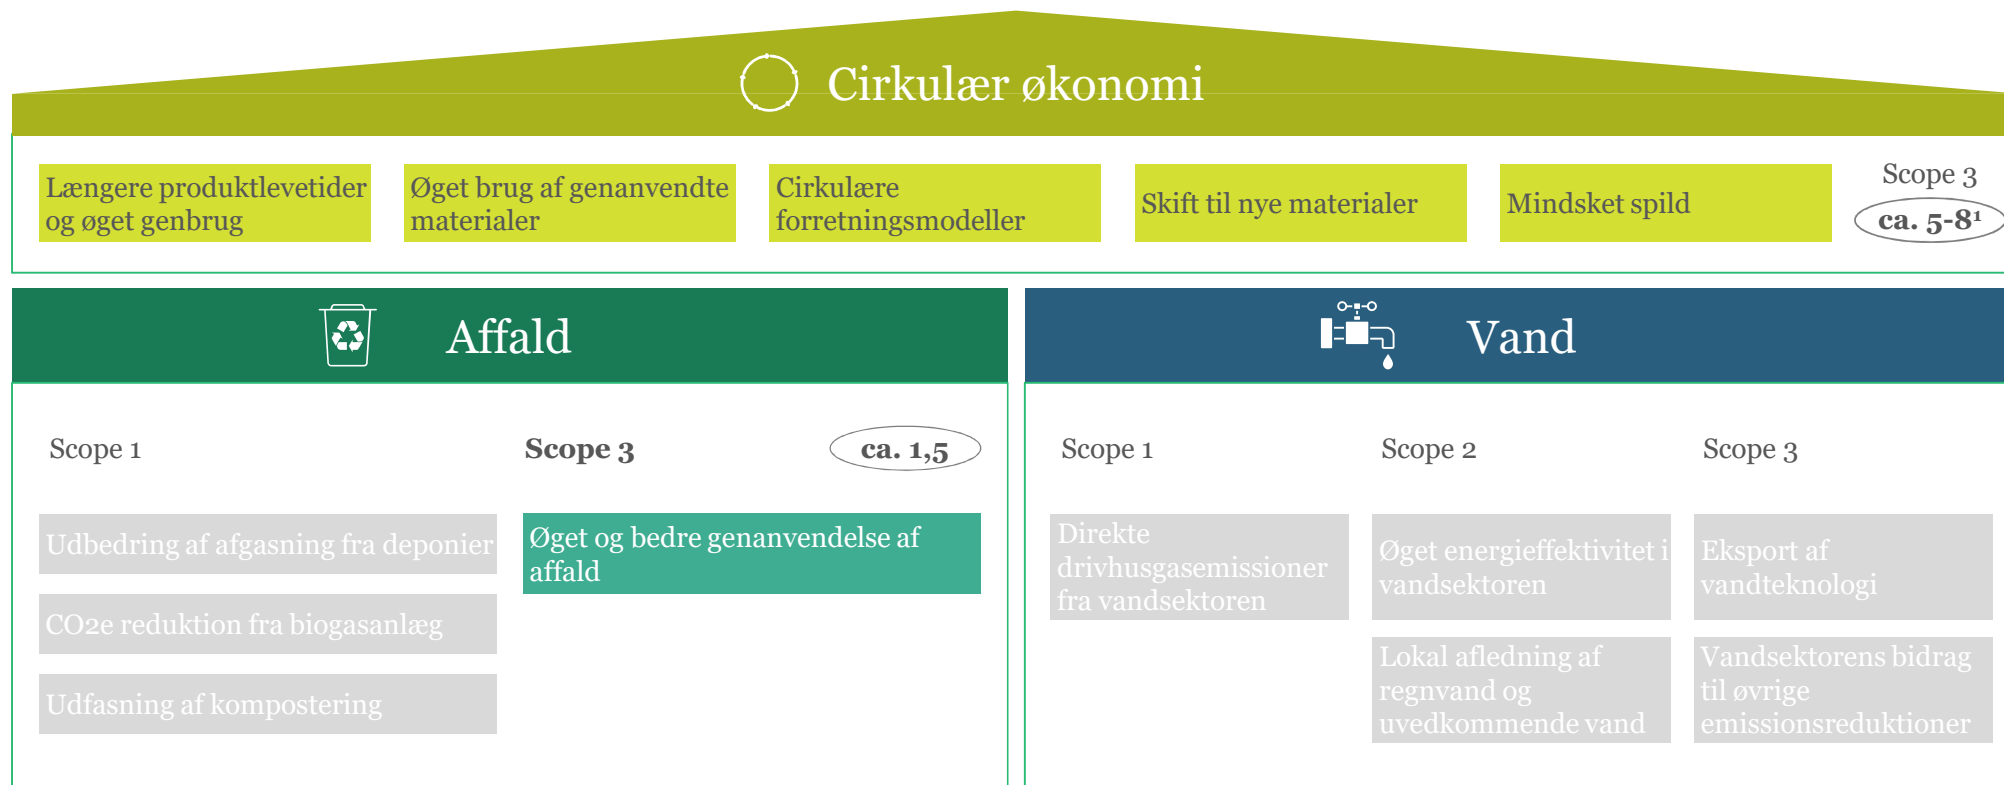 Cirkulær økonomi
Længere produktlevetider
og øget genbrug
Øget brug af genanvendte
materialer
Cirkulære
forretningsmodeller
Skift til nye materialer
Mindsket spild
Scope 3
ca. 5-8¹
Affald
Scope 1
Udbedring af afgasning fra deponier
CO2e reduktion fra biogasanlæg
Udfasning af kompostering
Scope 3
ca. 1,5
Øget og bedre genanvendelse af
affald
Vand
Scope 1
Direkte
drivhusgasemissioner
fra vandsektoren
Scope 2
Øget energieffektivitet i
vandsektoren
Lokal afledning af
regnvand og
uvedkommende vand
Scope 3
Eksport af
vandteknologi
Vandsektorens bidrag
til øvrige
emissionsreduktioner